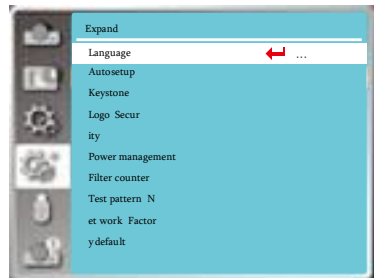 Expand
Language ...
Autosetup
Keystone
Logo Secur
ity
Power management
Filter counter
Test pattern N
et work Factor
y default